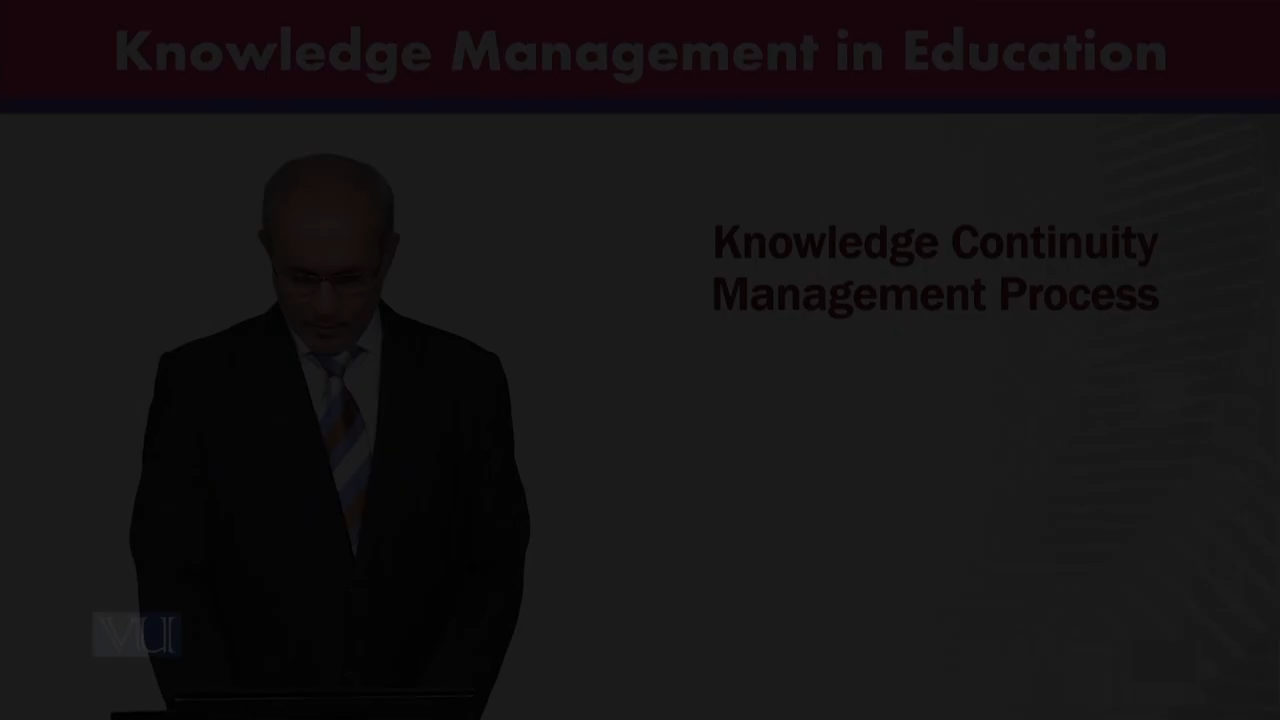 Knowledge Management in Education
Knowledge Continuity
Management Process
VU